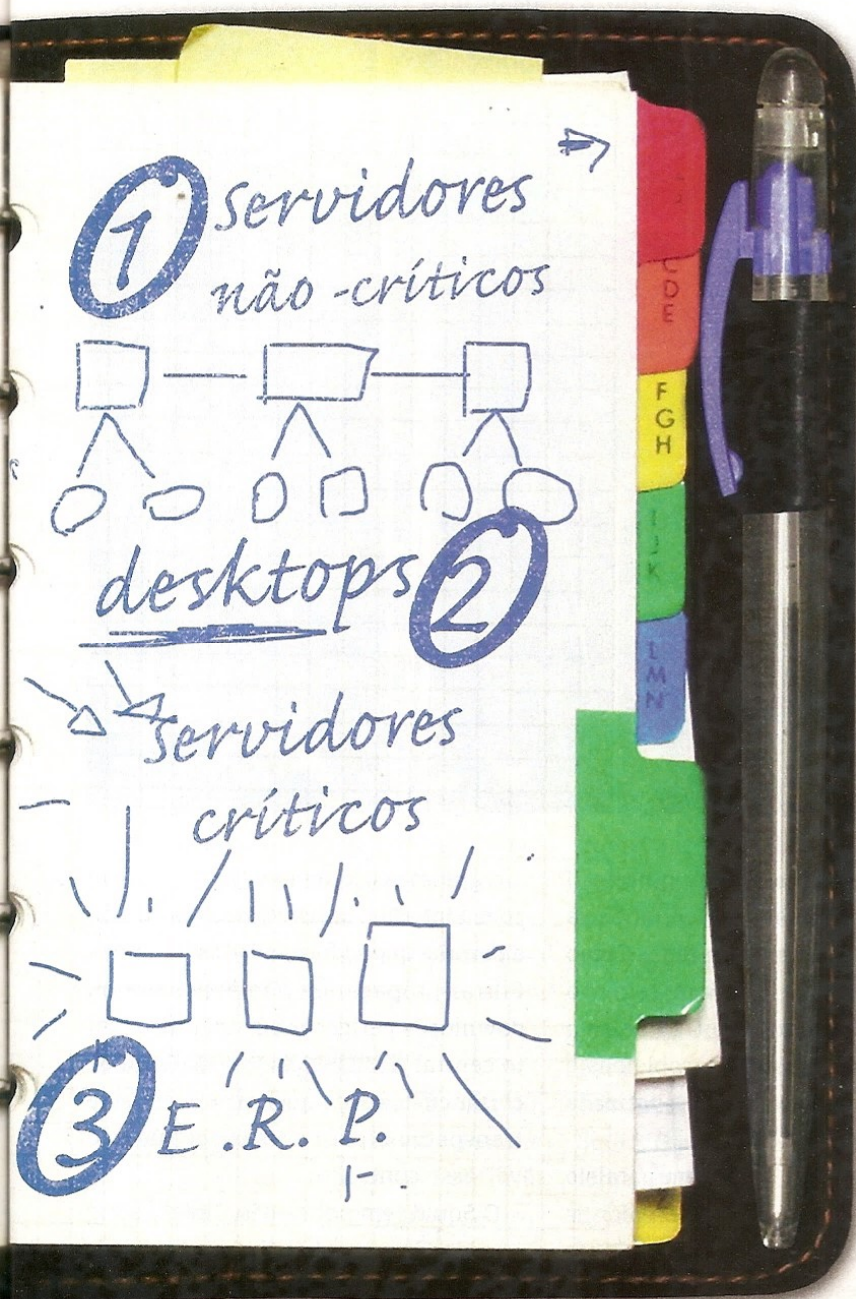 1 servidores
não-críticos
desktops 2
servidores
críticos
3 E.R.P.
C
D
E
F
G
H
I
J
K
L
M
N